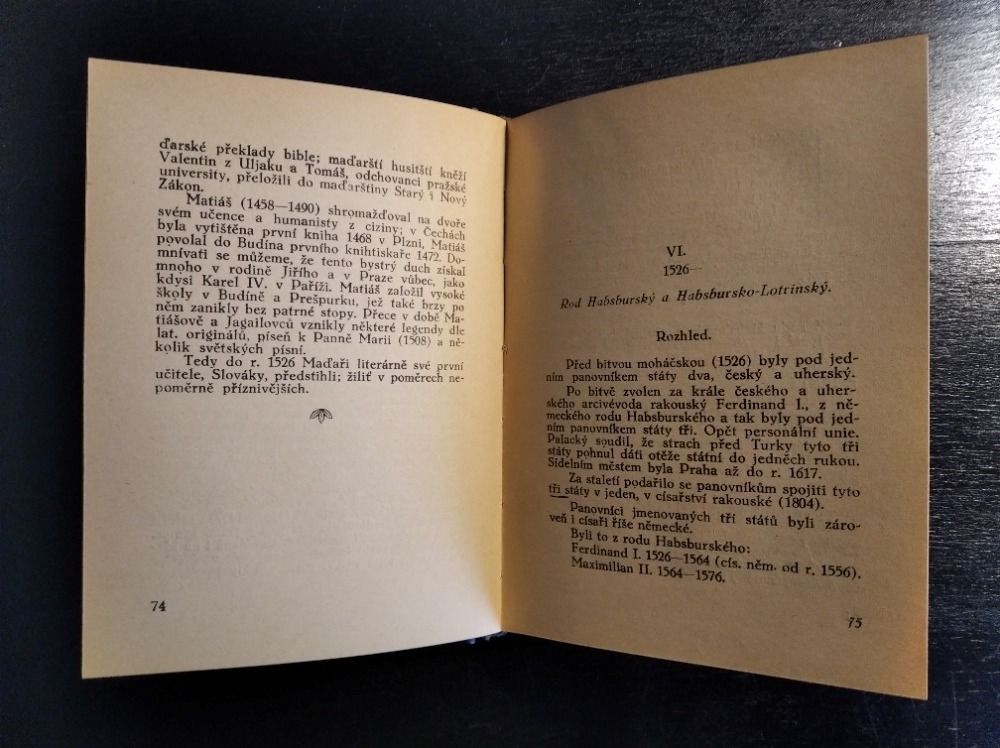 ďarské překlady bible; maďarští husitští kněží
Valentin z Uljaku a Tomáš, odchovanci pražské
university, přeložili do maďarštiny Starý i Nový
Zákon.
Matiáš (1458—1490) shromažďoval na dvoře
svém učence a humanisty z ciziny; v Čechách
byla vytištěna první kniha 1468 v Plzni, Matiáš
povolal do Budína prvního knihtiskaře 1472. Do-
mnívati se můžeme, že tento bystrý duch získal
mnoho v rodině Jiřího a v Praze vůbec, jako
kdysi Karel IV. v Paříži. Matiáš založil vysoké
školy v Budíně a Prešpurku, jež také brzy po
něm zanikly bez patrné stopy. Přece v době Ma-
tiášově a Jagailovců vznikly některé legendy dle
lat. originálů, píseň k Panně Marii (1508) a ně-
kolik světských písní.
Tedy do r. 1526 Maďaři literárně své první
učitele, Slováky, předstihli; žiliť v poměrech ne-
poměrně příznivějších.
74
VI.
1526—
Rod Habsburský a Habsbursko-Lotrinský.
Rozhled.
Před bitvou moháčskou (1526) byly pod jed-
ním panovníkem státy dva, český a uherský.
Po bitvě zvolen za krále českého a uher-
ského arcivévoda rakouský Ferdinand I., z ně-
meckého rodu Habsburského a tak byly pod jed-
ním panovníkem státy tři. Opět personální unie.
Palacký soudil, že strach před Turky tyto tři
státy pohnul dáti otěže státní do jedněch rukou.
Sídelním městem byla Praha až do r. 1617.
Za staletí podařilo se panovníkům spojiti tyto
tři státy v jeden, v císařství rakouské (1804).
Panovníci jmenovaných tří států byli záro-
veň i císaři říše německé.
Byli to z rodu Habsburského:
Ferdinand I. 1526—1564 (cís. něm. od r. 1556).
Maximilian II. 1564—1576.
75